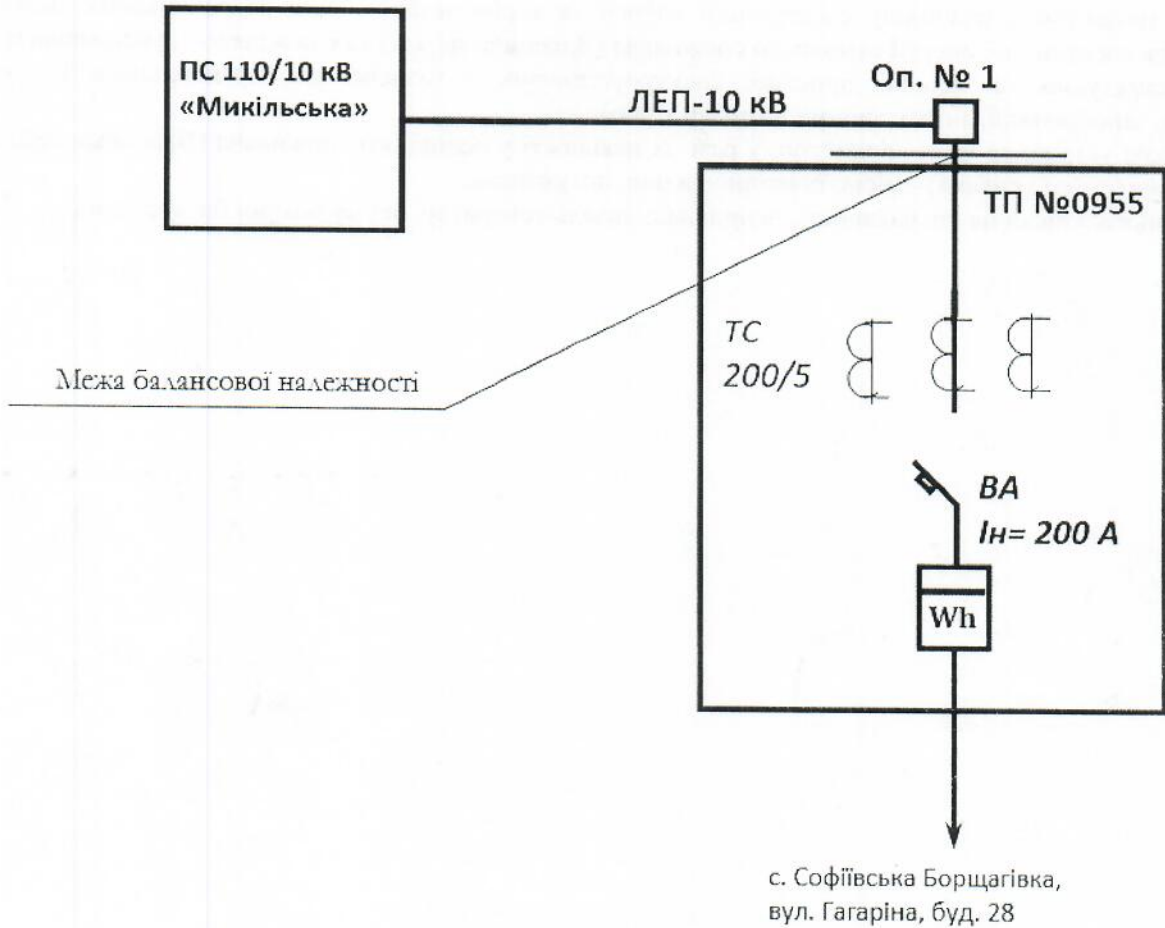 ПС 110/10 кВ
«Микільська»
ЛЕП-10 кВ
Оп. № 1
ТП №0955
ТС
200/5
Межа балансової належності
ВА
Iн= 200 А
Wh
с. Софіївська Борщагівка,
вул. Гагаріна, буд. 28